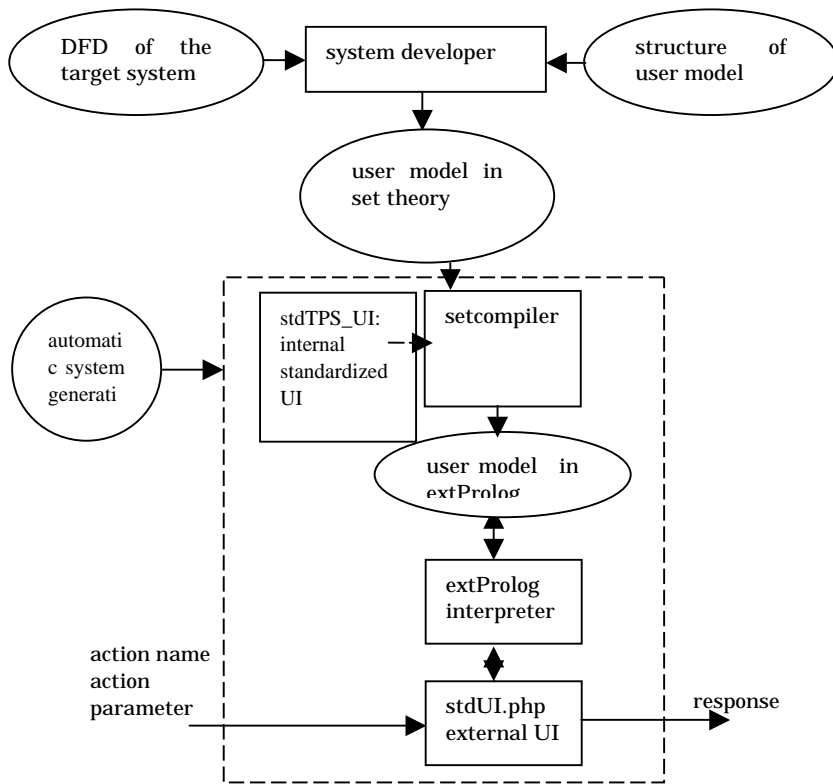 DFD of the
target system
system developer
structure of
user model
user model in
set theory
stdTPS_UI:
internal
standardized
UI
setcompiler
automati
c system
generati
user model in
extProlog
extProlog
interpreter
action name
action
parameter
stdUI.php
external UI
response